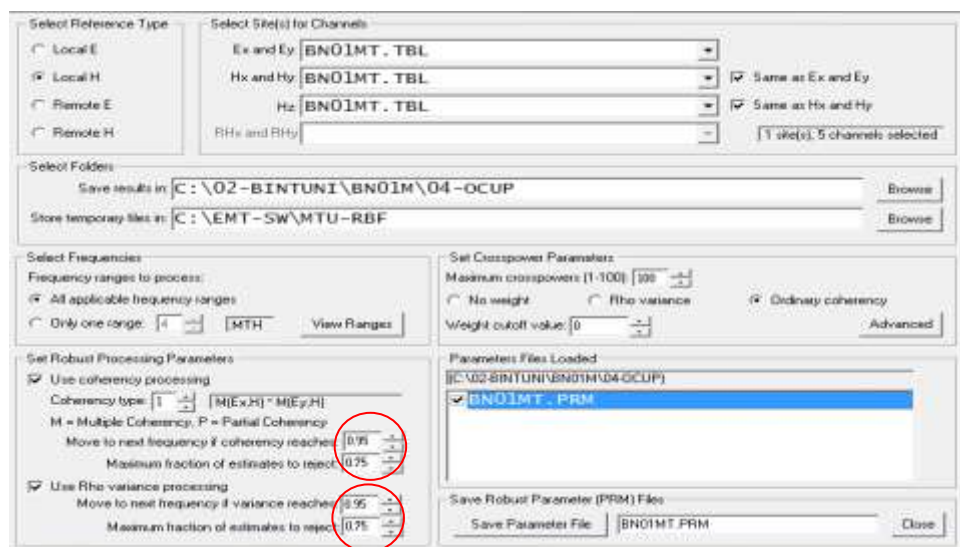 Select Reference Type
Local E
Local H
Remote E
Remote H
Select Site(s) for Channels
Ex and Ey: BN01MT.TBL
Hx and Hy: BN01MT.TBL
Same as Ex and Ey
Hz: BN01MT.TBL
Same as Hx and Hy
RHx and RHy
1 site(s), 5 channels selected
Select Folders
Save results in: C:\02-BINTUNI\BN01M\04-OCUP
Browse
Store temporary files in: C:\EMT-SW\MTU-RBF
Browse
Select Frequencies
Frequency ranges to process:
All applicable frequency ranges
Only one range: 4 MTH View Ranges
Set Crosspower Parameters
Maximum crosspowers (1-100): 100
No weight Rho variance Ordinary coherency
Weight cutoff value: 0 Advanced
Set Robust Processing Parameters
Use coherency processing
Coherency type: 1 M(Ex,H) * M(Ey,H)
M = Multiple Coherency, P = Partial Coherency
Move to next frequency if coherency reaches: 0.95
Maximum fraction of estimates to reject: 0.75
Use Rho variance processing
Move to next frequency if variance reaches: 0.95
Maximum fraction of estimates to reject: 0.75
Parameters Files Loaded
(C:\02-BINTUNI\BN01M\04-OCUP)
BN01MT.PRM
Save Robust Parameter (PRM) Files
Save Parameter File BN01MT.PRM Close